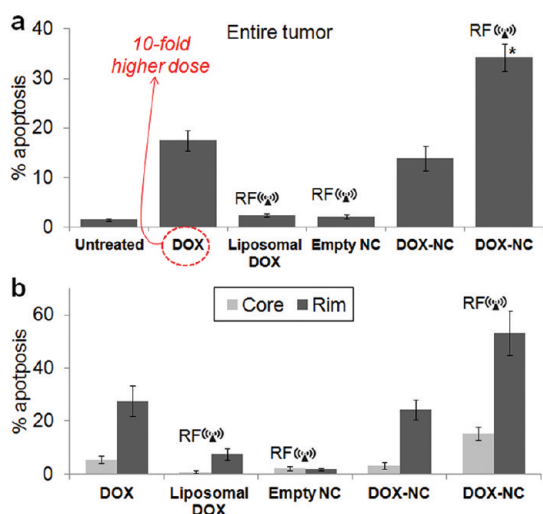 a
Entire tumor
10-fold
higher dose
% apoptosis
40
30
20
10
0
RF
RF
RF
*
Untreated
DOX
Liposomal
DOX
Empty NC
DOX-NC
DOX-NC
b
Core
Rim
% apotposis
60
40
20
0
RF
RF
RF
DOX
Liposomal
DOX
Empty NC
DOX-NC
DOX-NC